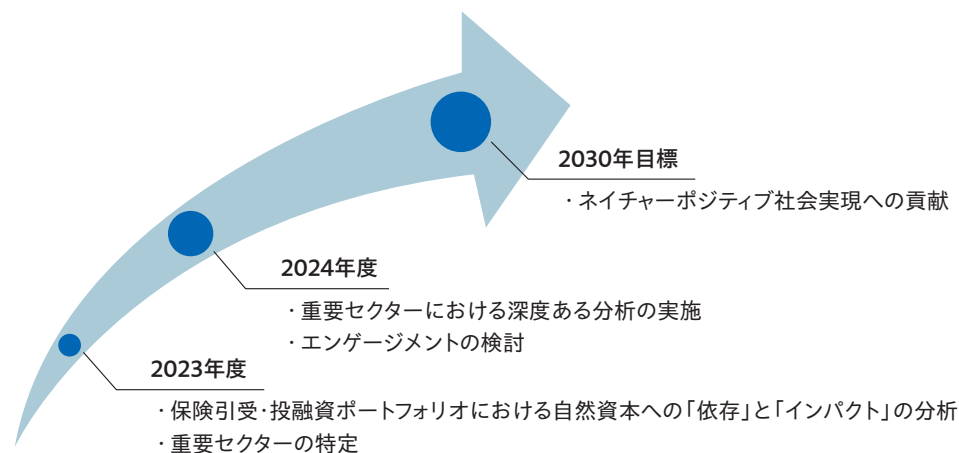 2030年目標
・ネイチャーポジティブ社会実現への貢献
2024年度
・重要セクターにおける深度ある分析の実施
・エンゲージメントの検討
2023年度
・保険引受・投融資ポートフォリオにおける自然資本への「依存」と「インパクト」の分析
・重要セクターの特定